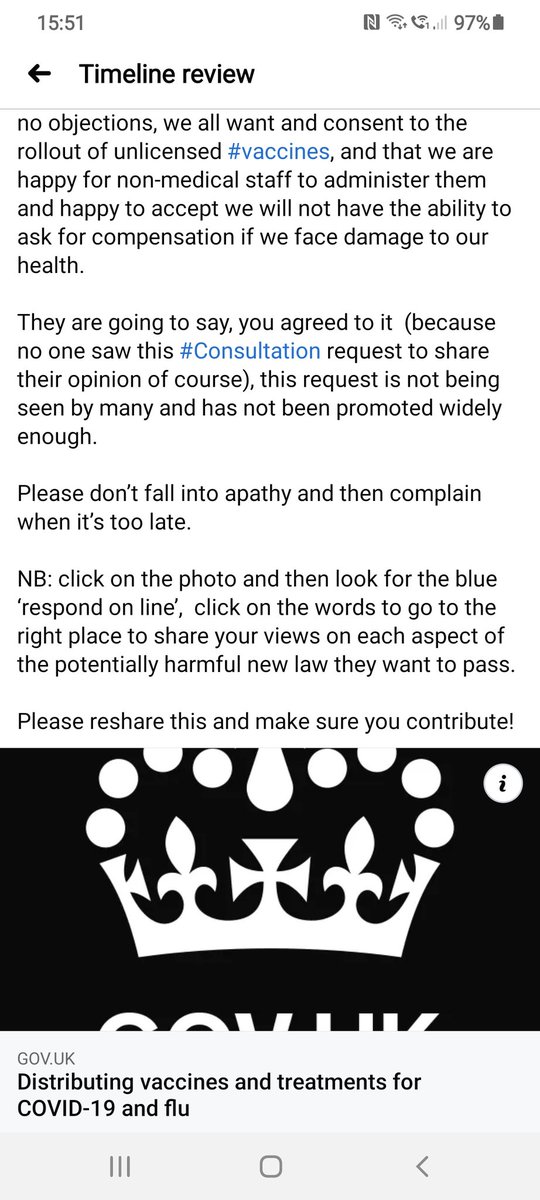 15:51
97%
Timeline review
no objections, we all want and consent to the
rollout of unlicensed #vaccines, and that we are
happy for non-medical staff to administer them
and happy to accept we will not have the ability to
ask for compensation if we face damage to our
health.
They are going to say, you agreed to it  (because
no one saw this #Consultation request to share
their opinion of course), this request is not being
seen by many and has not been promoted widely
enough.
Please don’t fall into apathy and then complain
when it’s too late.
NB: click on the photo and then look for the blue
‘respond on line’,  click on the words to go to the
right place to share your views on each aspect of
the potentially harmful new law they want to pass.
Please reshare this and make sure you contribute!
i
GOV.UK
GOV.UK
Distributing vaccines and treatments for
COVID-19 and flu